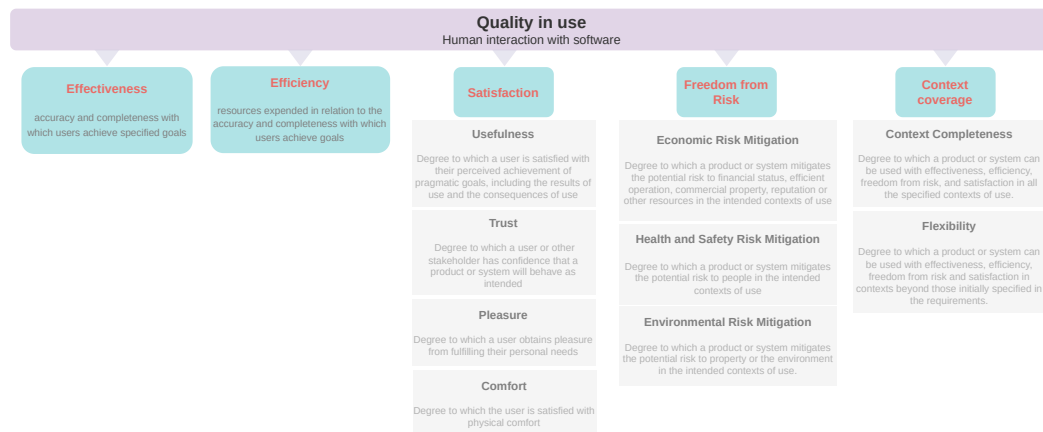 Quality in use
Human interaction with software
Effectiveness
accuracy and completeness with
which users achieve specified goals
Efficiency
resources expended in relation to the
accuracy and completeness with which
users achieve goals
Satisfaction
Usefulness
Degree to which a user is satisfied with
their perceived achievement of
pragmatic goals, including the results of
use and the consequences of use
Trust
Degree to which a user or other
stakeholder has confidence that a
product or system will behave as
intended
Pleasure
Degree to which a user obtains pleasure
from fulfilling their personal needs
Comfort
Degree to which the user is satisfied with
physical comfort
Freedom from
Risk
Economic Risk Mitigation
Degree to which a product or system mitigates
the potential risk to financial status, efficient
operation, commercial property, reputation or
other resources in the intended contexts of use
Health and Safety Risk Mitigation
Degree to which a product or system mitigates
the potential risk to people in the intended
contexts of use
Environmental Risk Mitigation
Degree to which a product or system mitigates
the potential risk to property or the environment
in the intended contexts of use.
Context
coverage
Context Completeness
Degree to which a product or system can
be used with effectiveness, efficiency,
freedom from risk, and satisfaction in all
the specified contexts of use.
Flexibility
Degree to which a product or system can
be used with effectiveness, efficiency,
freedom from risk and satisfaction in
contexts beyond those initially specified in
the requirements.